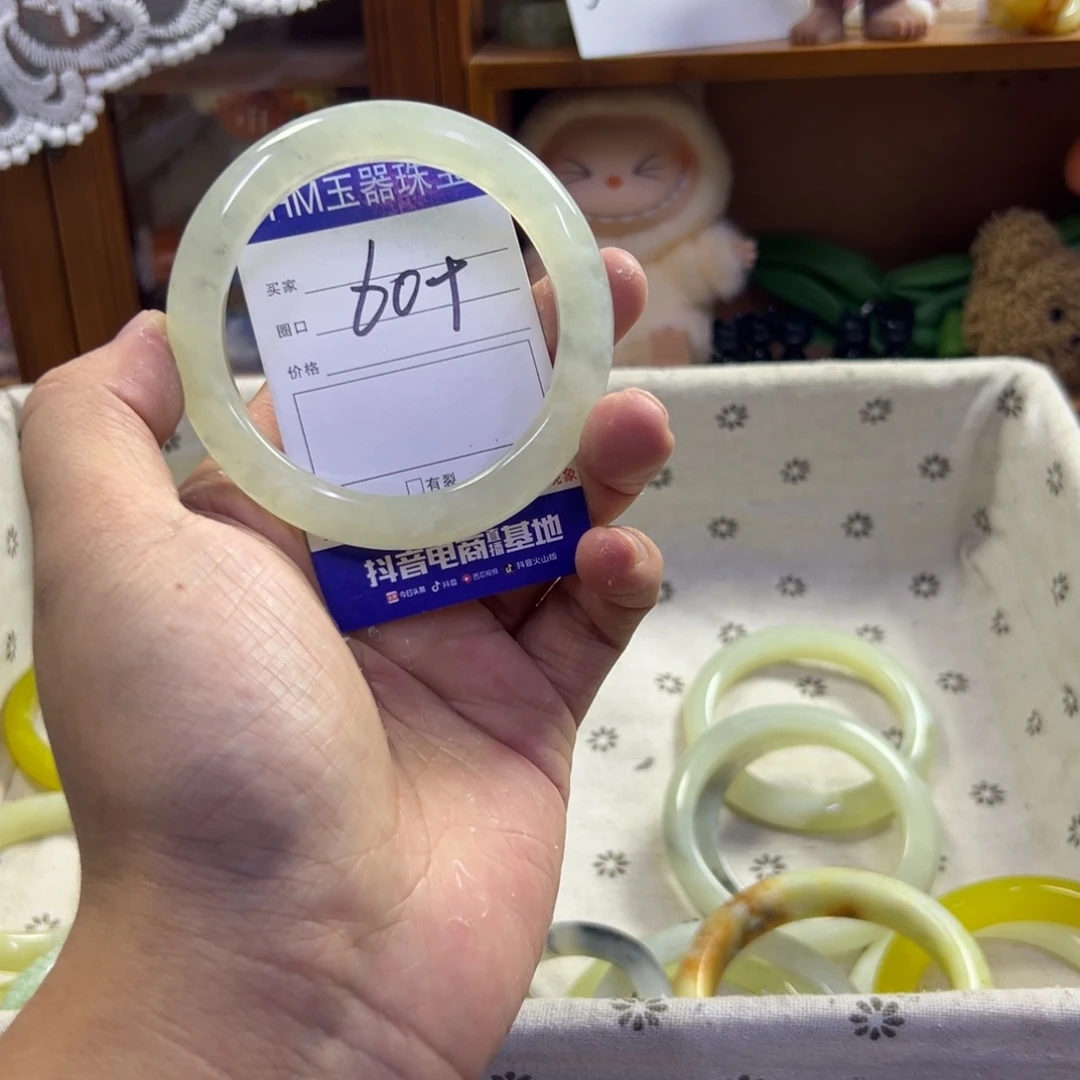 HM玉器珠宝
买家
60+
圈口
价格
有裂
现象
抖音电商直播基地
今日头条 抖音 西瓜视频 抖音火山版